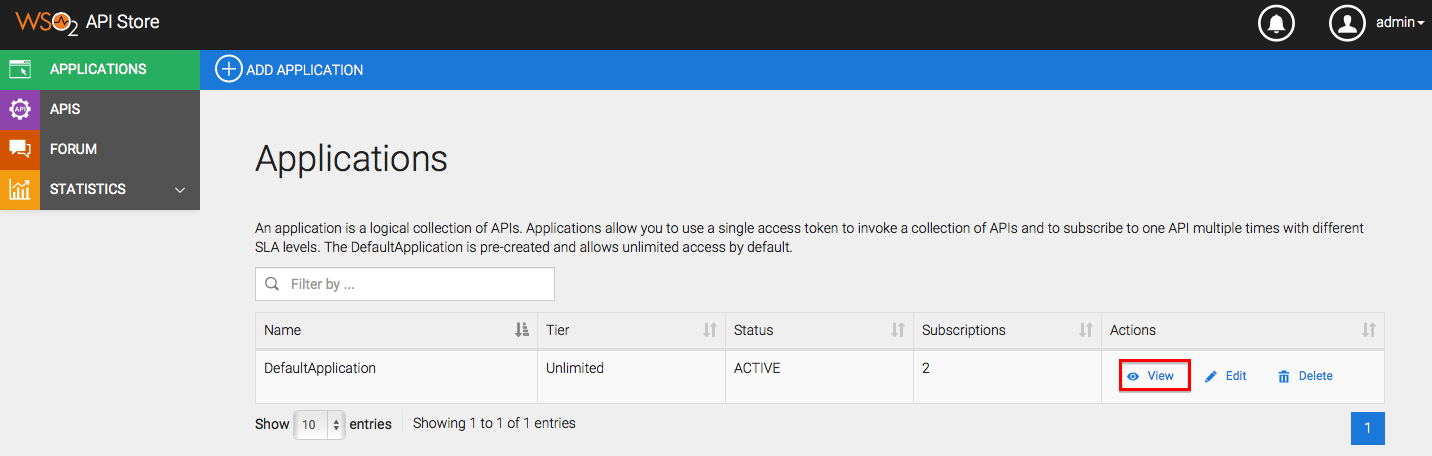 WSO2 API Store admin
APPLICATIONS ADD APPLICATION
API APIS
FORUM
STATISTICS
Applications
An application is a logical collection of APIs. Applications allow you to use a single access token to invoke a collection of APIs and to subscribe to one API multiple times with different
SLA levels. The DefaultApplication is pre-created and allows unlimited access by default.
Filter by ...
Name Tier Status Subscriptions Actions
DefaultApplication Unlimited ACTIVE 2 View Edit Delete
Show 10 entries Showing 1 to 1 of 1 entries 1